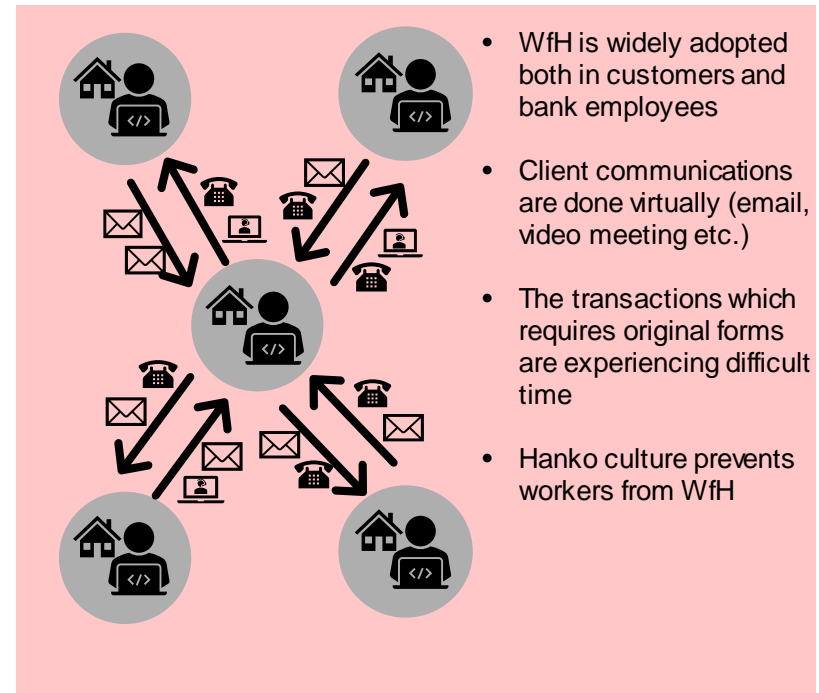 • WfH is widely adopted
both in customers and
bank employees
• Client communications
are done virtually (email,
video meeting etc.)
• The transactions which
requires original forms
are experiencing difficult
time
• Hanko culture prevents
workers from WfH
</>
</>
</>
</>
</>